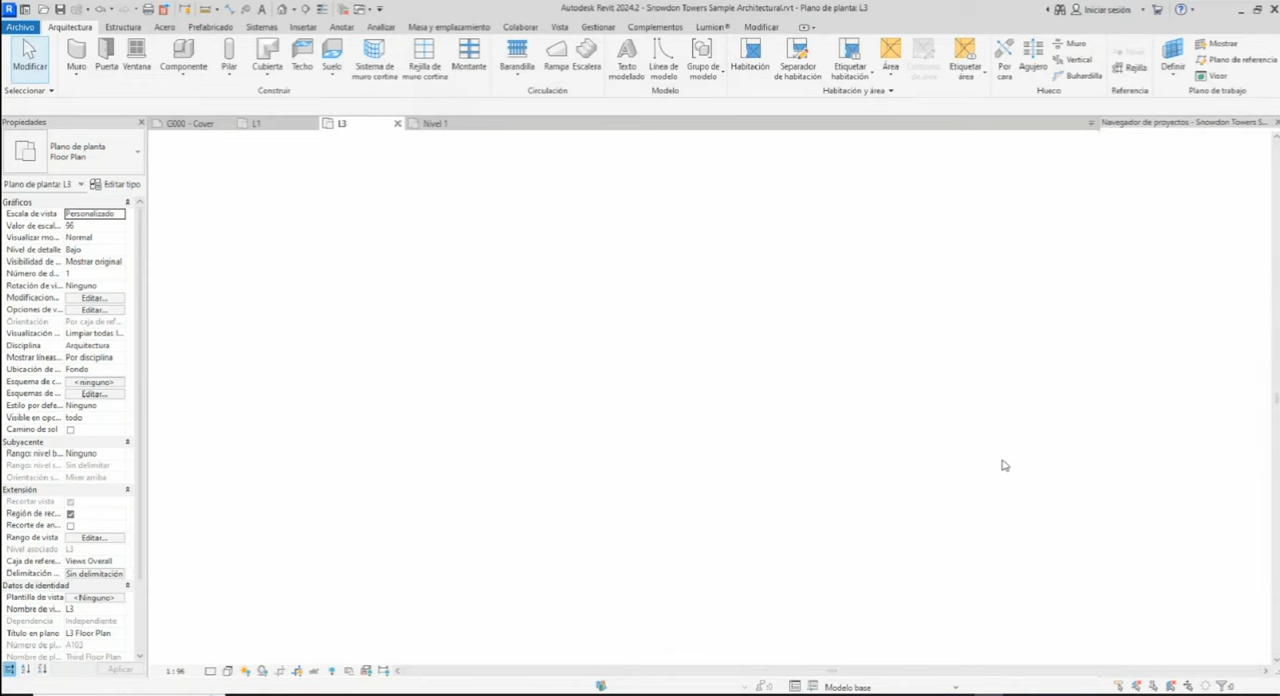 Autodesk Revit 2024.2 - Snowdon Towers Sample Architectural.rvt - Plano de planta: L3
Iniciar sesión
Archivo Arquitectura Estructura Acero Prefabricado Sistemas Insertar Anotar Analizar Masa y emplazamiento Colaborar Vista Gestionar Complementos Lumion® Modificar
Modificar Muro Puerta Ventana Componente Pilar Cubierta Techo Suelo Sistema de muro cortina Rejilla de muro cortina Montante Barandilla Rampa Escalera Texto modelado Línea de modelo Grupo de modelo Habitación Separador de habitación Etiquetar habitación Área Etiquetar área Por cara Agujero Muro Vertical Buhardilla Nivel Rejilla Definir Mostrar Plano de referencia Visor
Seleccionar Construir Circulación Modelo Habitación y área Hueco Referencia Plano de trabajo
Propiedades G000 - Cover L1 L3 Nivel 1 Navegador de proyectos - Snowdon Towers S...
Plano de planta
Floor Plan
Plano de planta: L3 Editar tipo
Gráficos
Escala de vista Personalizado
Valor de escal... 96
Visualizar mo... Normal
Nivel de detalle Bajo
Visibilidad de ... Mostrar original
Número de d... 1
Rotación de vi... Ninguno
Modificacion... Editar...
Opciones de v... Editar...
Orientación Por caja de ref...
Visualización ... Limpiar todas l...
Disciplina Arquitectura
Mostrar líneas... Por disciplina
Ubicación de ... Fondo
Esquema de c... <ninguno>
Esquemas de ... Editar...
Estilo por defe... Ninguno
Visible en opc... todo
Camino de sol
Subyacente
Rango: nivel b... Ninguno
Rango: nivel s... Sin delimitar
Orientación s... Mirar arriba
Extensión
Recortar vista
Región de rec...
Recorte de an...
Rango de vista Editar...
Nivel asociado L3
Caja de refere... Views Overall
Delimitación ... Sin delimitación
Datos de identidad
Plantilla de vista <Ninguno>
Nombre de vi... L3
Dependencia Independiente
Título en plano L3 Floor Plan
Número de pl... A103
Nombre de pl... Third Floor Plan
Aplicar
1 : 96
Modelo base
:0
:0